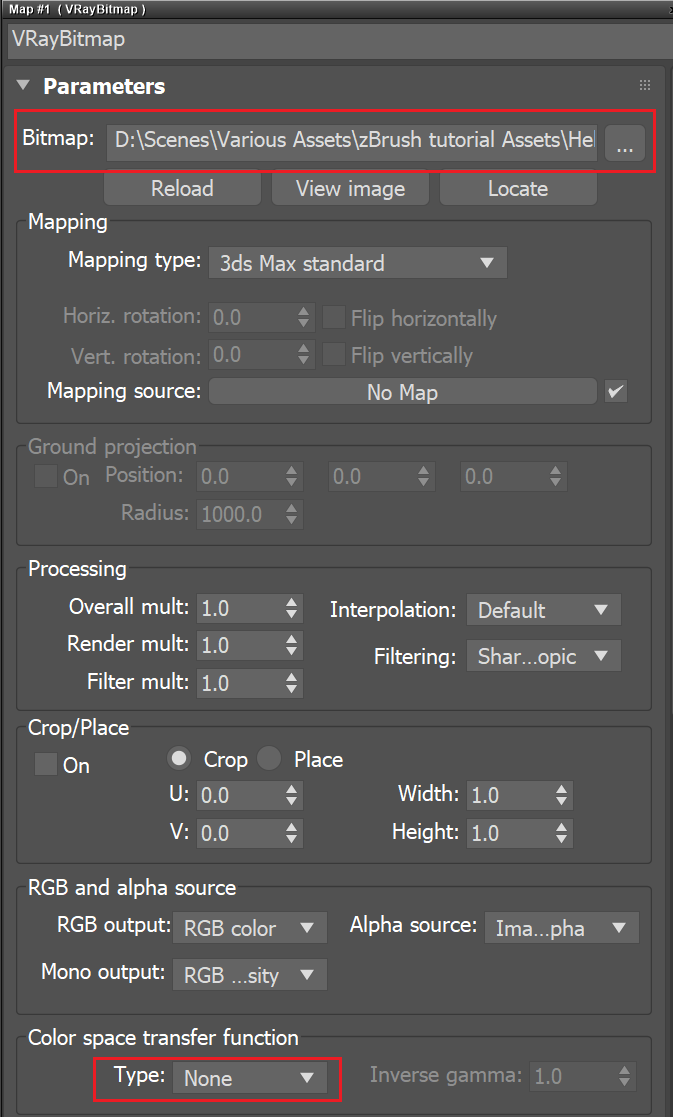 Map #1 ( VRayBitmap )
VRayBitmap
Parameters
Bitmap: D:\Scenes\Various Assets\zBrush tutorial Assets\Hel ...
Reload View image Locate
Mapping
Mapping type: 3ds Max standard
Horiz. rotation: 0.0 Flip horizontally
Vert. rotation: 0.0 Flip vertically
Mapping source: No Map
Ground projection
On Position: 0.0 0.0 0.0
Radius: 1000.0
Processing
Overall mult: 1.0 Interpolation: Default
Render mult: 1.0
Filtering: Shar...opic
Filter mult: 1.0
Crop/Place
On Crop Place
U: 0.0 Width: 1.0
V: 0.0 Height: 1.0
RGB and alpha source
RGB output: RGB color Alpha source: Ima...pha
Mono output: RGB ...sity
Color space transfer function
Type: None Inverse gamma: 1.0